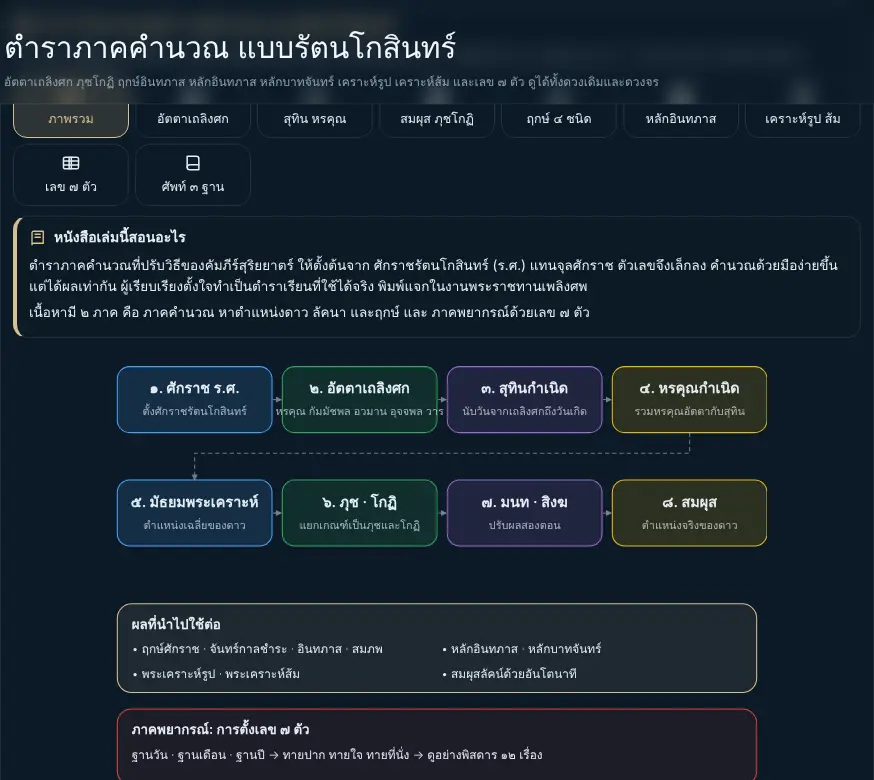 ตำราภาคคำนวณ แบบรัตนโกสินทร์
อัตตาเถลิงศก ภุชโกฏิ ฤกษ์อินทภาส หลักอินทภาส หลักบาทจันทร์ เคราะห์รูป เคราะห์ส้ม และเลข ๗ ตัว ดูได้ทั้งดวงเดิมและดวงจร
ภาพรวม
อัตตาเถลิงศก
สุทิน หรคุณ
สมผุส ภุชโกฏิ
ฤกษ์ ๔ ชนิด
หลักอินทภาส
เคราะห์รูป ส้ม
เลข ๗ ตัว
ศัพท์ ๓ ฐาน
หนังสือเล่มนี้สอนอะไร
ตำราภาคคำนวณที่ปรับวิธีของคัมภีร์สุริยยาตร์ ให้ตั้งต้นจาก ศักราชรัตนโกสินทร์ (ร.ศ.) แทนจุลศักราช ตัวเลขจึงเล็กลง คำนวณด้วยมือง่ายขึ้น
แต่ได้ผลเท่ากัน ผู้เรียบเรียงตั้งใจทำเป็นตำราเรียนที่ใช้ได้จริง พิมพ์แจกในงานพระราชทานเพลิงศพ
เนื้อหามี ๒ ภาค คือ ภาคคำนวณ หาตำแหน่งดาว ลัคนา และฤกษ์ และ ภาคพยากรณ์ด้วยเลข ๗ ตัว
๑. ศักราช ร.ศ.
ตั้งศักราชรัตนโกสินทร์
๒. อัตตาเถลิงศก
หรคุณ กัมมัชพล อวมาน อุจจพล วาร
๓. สุทินกำเนิด
นับวันจากเถลิงศกถึงวันเกิด
๔. หรคุณกำเนิด
รวมหรคุณอัตตากับสุทิน
๕. มัธยมพระเคราะห์
ตำแหน่งเฉลี่ยของดาว
๖. ภุช · โกฏิ
แยกเกณฑ์เป็นภุชและโกฏิ
๗. มนท · สิงฆ
ปรับผลสองตอน
๘. สมผุส
ตำแหน่งจริงของดาว
ผลที่นำไปใช้ต่อ
• ฤกษ์ศักราช · จันทร์กาลชำระ · อินทภาส · สมภพ
• หลักอินทภาส · หลักบาทจันทร์
• พระเคราะห์รูป · พระเคราะห์ส้ม
• สมผุสลัคน์ด้วยอันโตนาที
ภาคพยากรณ์: การตั้งเลข ๗ ตัว
ฐานวัน · ฐานเดือน · ฐานปี → ทายปาก ทายใจ ทายที่นั่ง → ดูอย่างพิสดาร ๑๒ เรื่อง